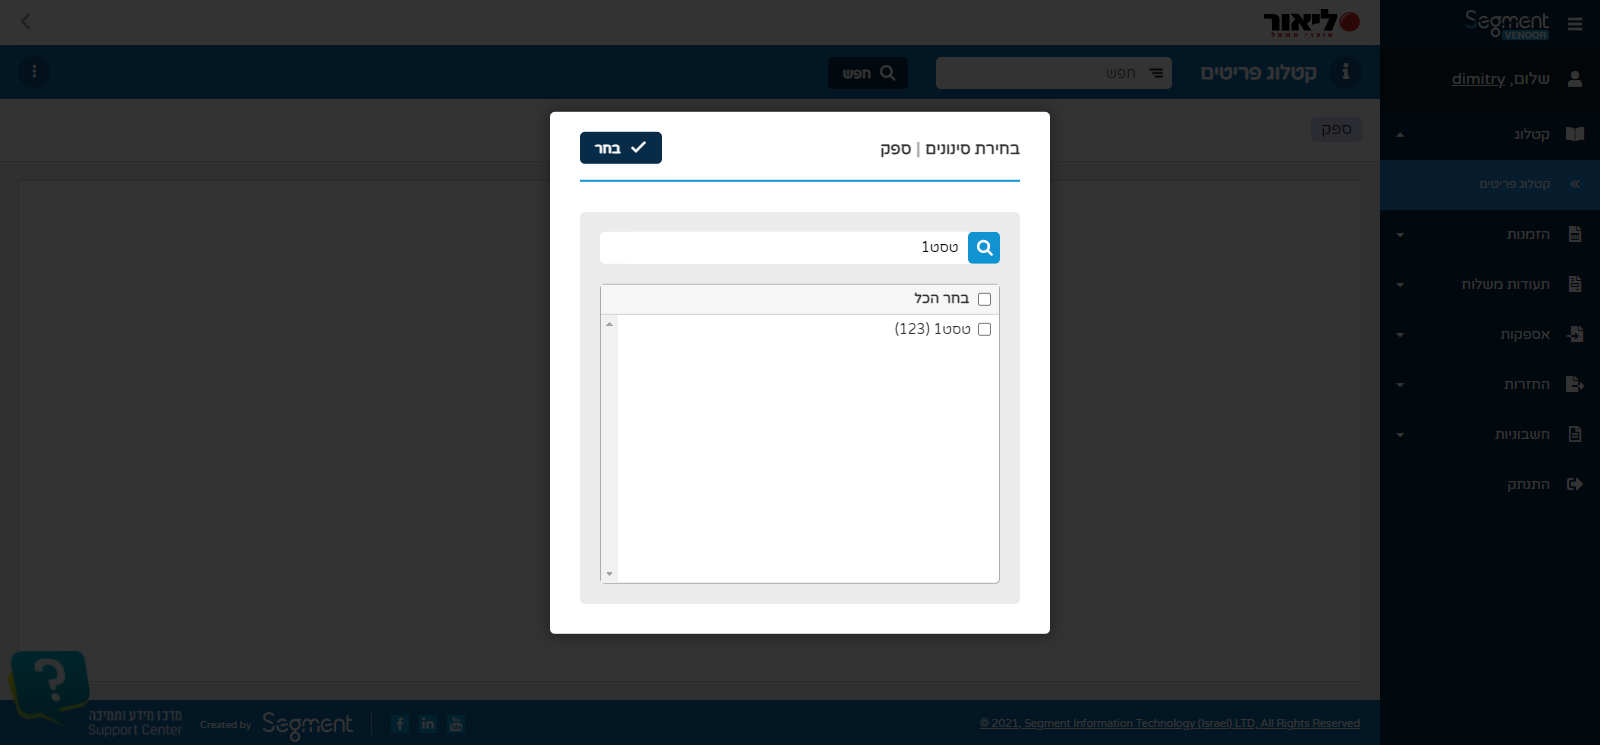 Segment
VENDOR
שלום, dimitry
קטלוג
קטלוג פריטים
הזמנות
תעודות משלוח
אספקות
החזרות
חשבוניות
התנתק
ליאור
מוצרי חשמל
קטלוג פריטים
חפש
חפש
ספק
בחירת סינונים | ספק
בחר
טסט1
בחר הכל
טסט1 (123)
© 2021, Segment Information Technology (Israel) LTD, All Rights Reserved
Created by Segment
מרכז מידע ותמיכה
Support Center